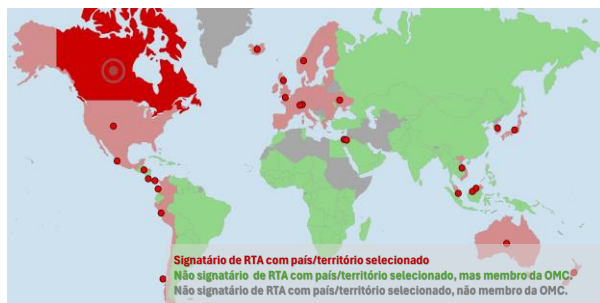 Signatário de RTA com país/território selecionado
Não signatário de RTA com país/território selecionado, mas membro da OMC.
Não signatário de RTA com país/território selecionado, não membro da OMC.